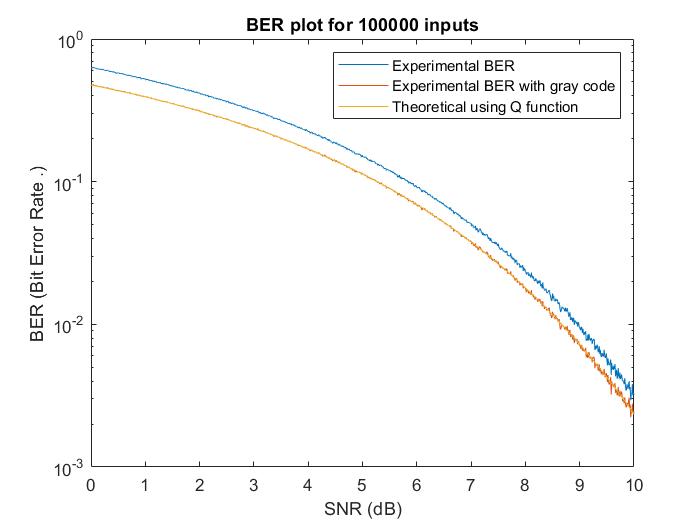 BER plot for 100000 inputs
10^0
10^-1
10^-2
10^-3
BER (Bit Error Rate .)
Experimental BER
Experimental BER with gray code
Theoretical using Q function
0 1 2 3 4 5 6 7 8 9 10
SNR (dB)